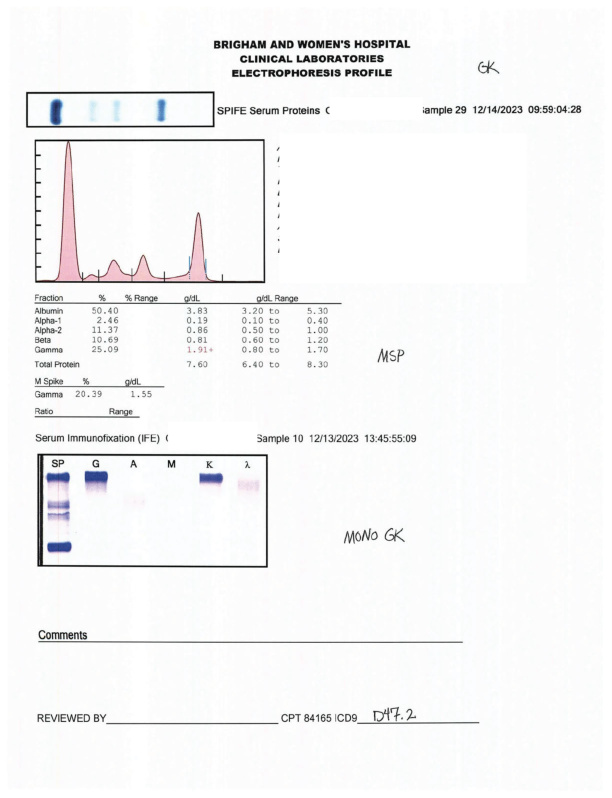 BRIGHAM AND WOMEN'S HOSPITAL
CLINICAL LABORATORIES
ELECTROPHORESIS PROFILE
GK
SPIFE Serum Proteins Sample 29 12/14/2023 09:59:04:28
Fraction % % Range g/dL g/dL Range
Albumin 50.40 3.83 3.20 to 5.30
Alpha-1 2.46 0.19 0.10 to 0.40
Alpha-2 11.37 0.86 0.50 to 1.00
Beta 10.69 0.81 0.60 to 1.20
Gamma 25.09 1.91+ 0.80 to 1.70
MSP
Total Protein 7.60 6.40 to 8.30
M Spike % g/dL
Gamma 20.39 1.55
Ratio Range
Serum Immunofixation (IFE) ( Sample 10 12/13/2023 13:45:55:09
SP G A M K λ
MONO GK
Comments
REVIEWED BY CPT 84165 ICD9 D47.2